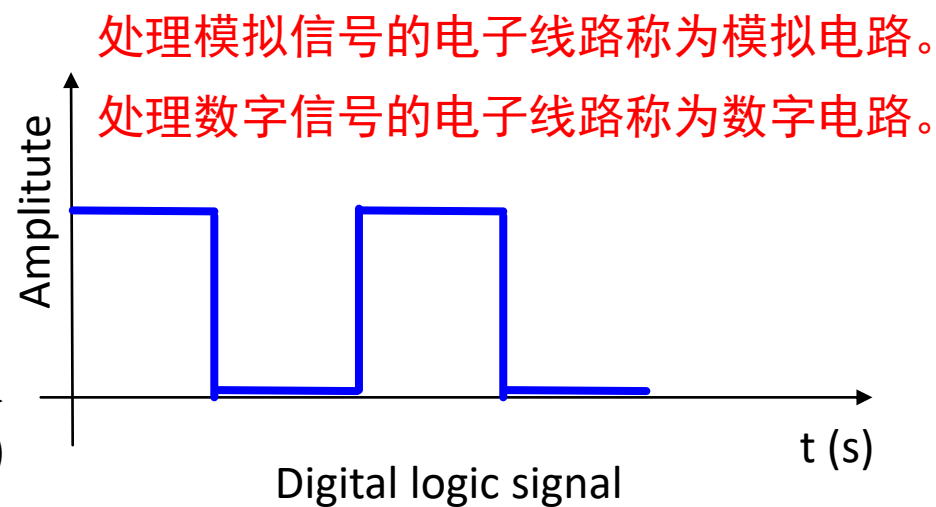 处理模拟信号的电子线路称为模拟电路。
处理数字信号的电子线路称为数字电路。
Amplitute
)
t (s)
Digital logic signal